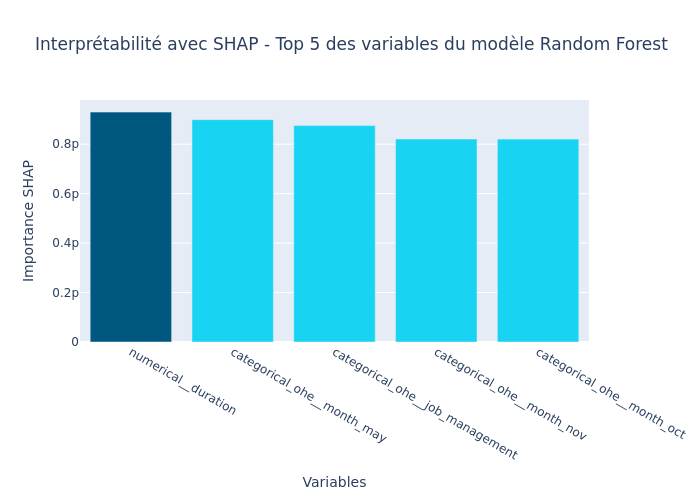 Interprétabilité avec SHAP - Top 5 des variables du modèle Random Forest
Importance SHAP
0.8p
0.6p
0.4p
0.2p
0
numerical__duration
categorical_ohe__month_may
categorical_ohe__job_management
categorical_ohe__month_nov
categorical_ohe__month_oct
Variables